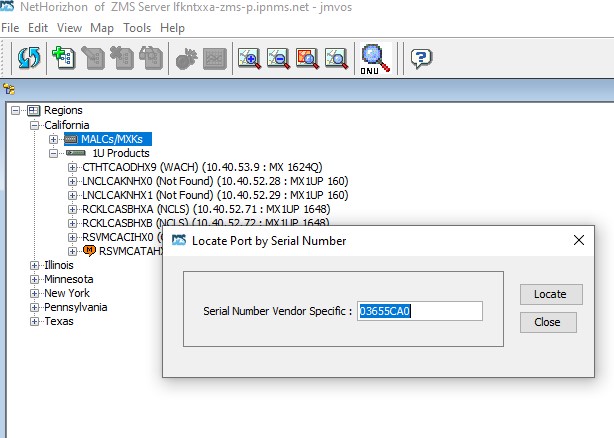 NetHorizhon of ZMS Server lfkntxxa-zms-p.ipnms.net - jmvos
File Edit View Map Tools Help
ONU
?
Regions
California
MALCs/MXKs
1U Products
CTHTCAODHX9 (WACH) (10.40.53.9 : MX 1624Q)
LNCLCAKNHX0 (Not Found) (10.40.52.28 : MX1UP 160)
LNCLCAKNHX1 (Not Found) (10.40.52.29 : MX1UP 160)
RCKLCASBHXA (NCLS) (10.40.52.71 : MX1UP 1648)
RCKLCASBHXB (NCLS) (10.40.52.72 : MX1UP 1648)
RSVMCACIHX0
M RSVMCATAHX
Illinois
Minnesota
New York
Pennsylvania
Texas
ZMS Locate Port by Serial Number
Serial Number Vendor Specific : 03655CA0
Locate
Close